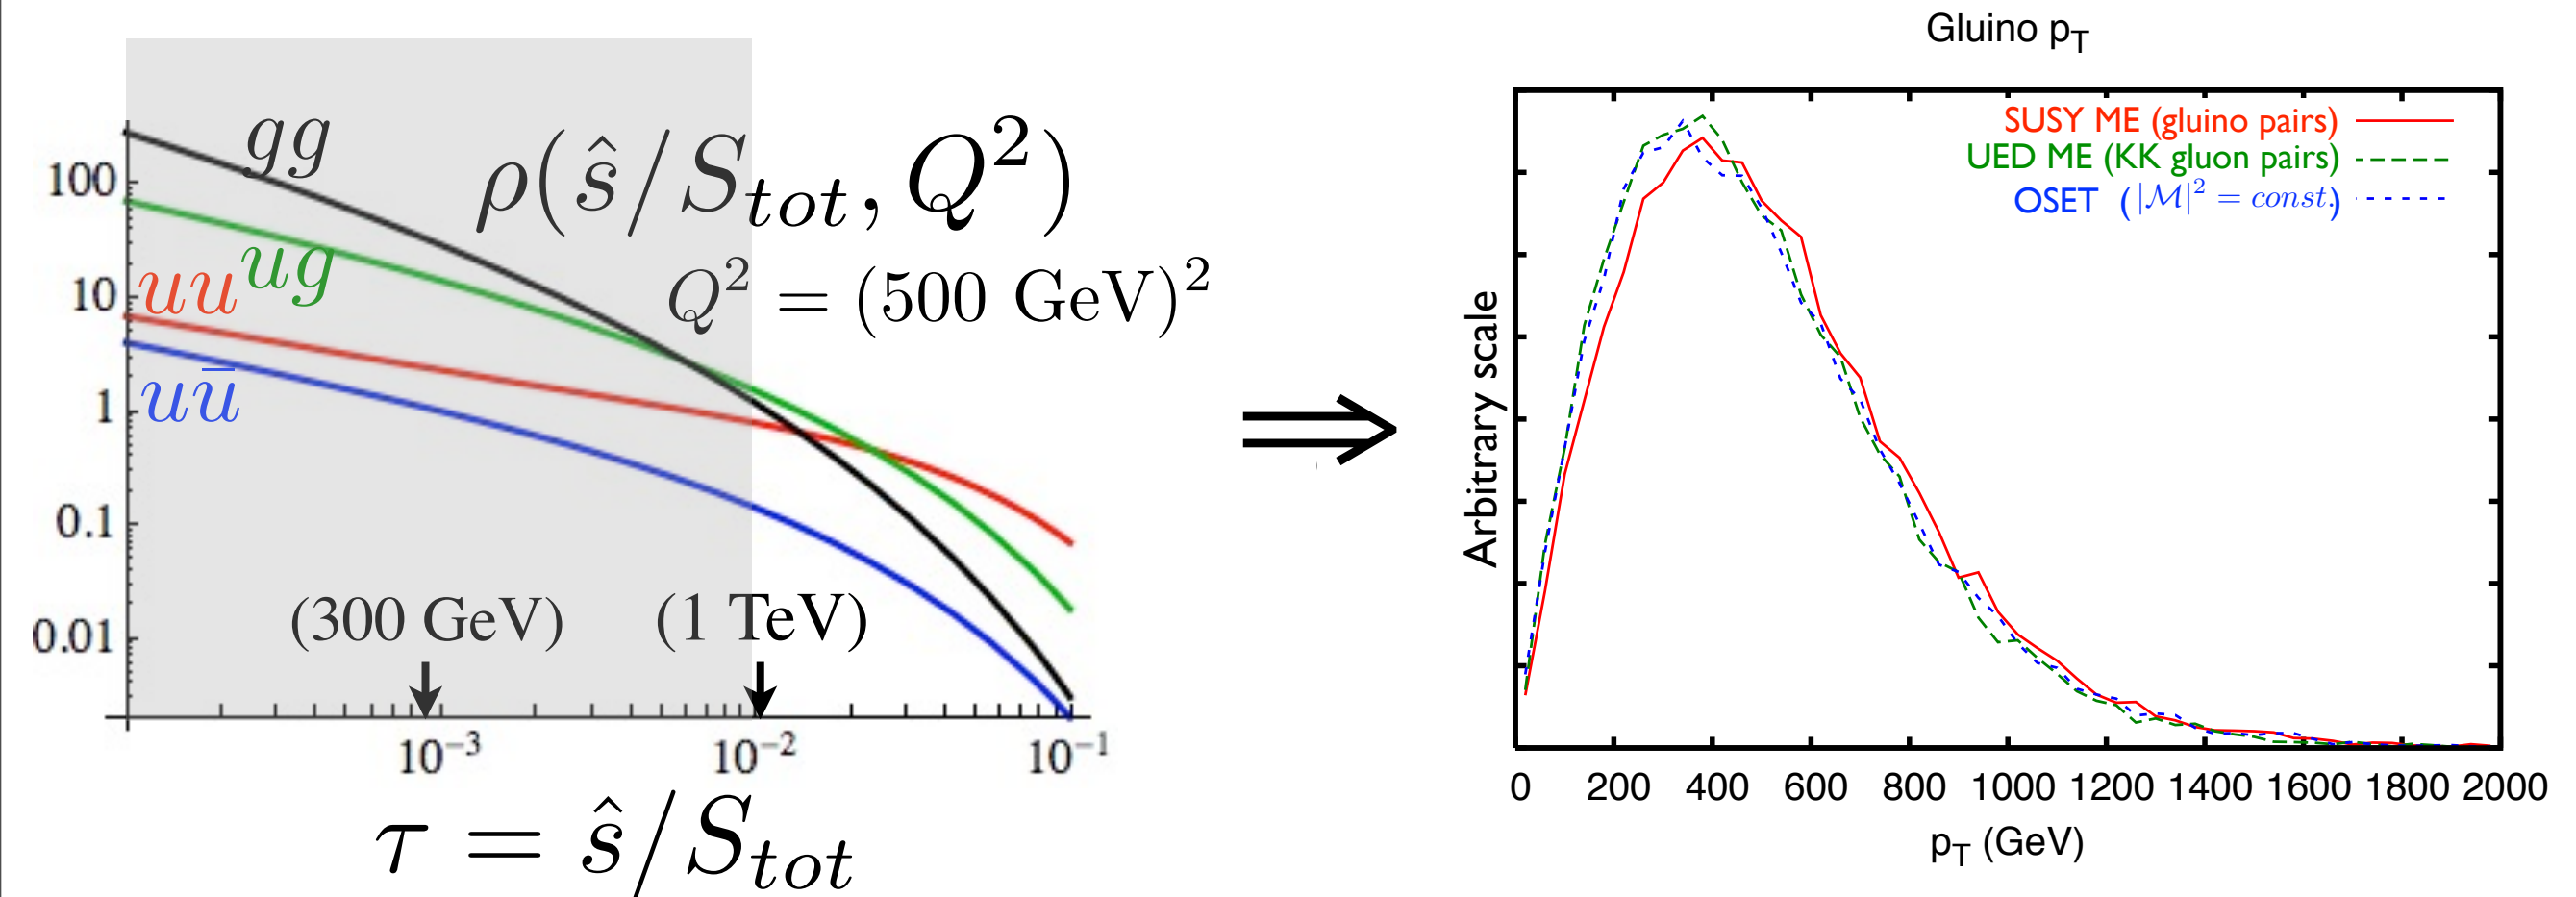 gg
ρ(ŝ/S_tot, Q²)
ug
uu
Q² = (500 GeV)²
uū
100
10
1
0.1
0.01
(300 GeV) (1 TeV)
10⁻³ 10⁻² 10⁻¹
τ = ŝ/S_tot
⇒
Gluino p_T
SUSY ME (gluino pairs)
UED ME (KK gluon pairs)
OSET (|ℳ|² = const.)
Arbitrary scale
0 200 400 600 800 1000 1200 1400 1600 1800 2000
p_T (GeV)